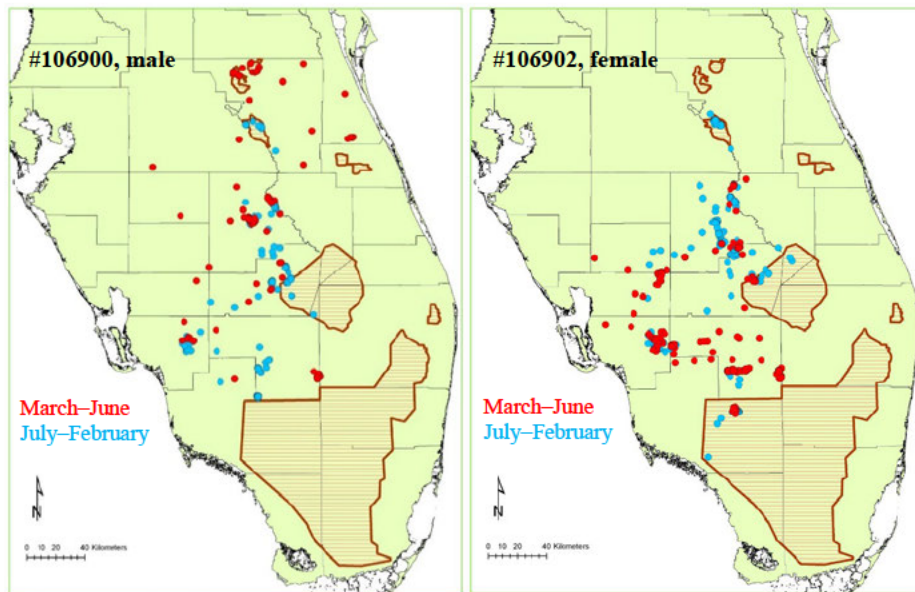 #106900, male
March–June
July–February
N
0 10 20 40 Kilometers
#106902, female
March–June
July–February
N
0 10 20 40 Kilometers